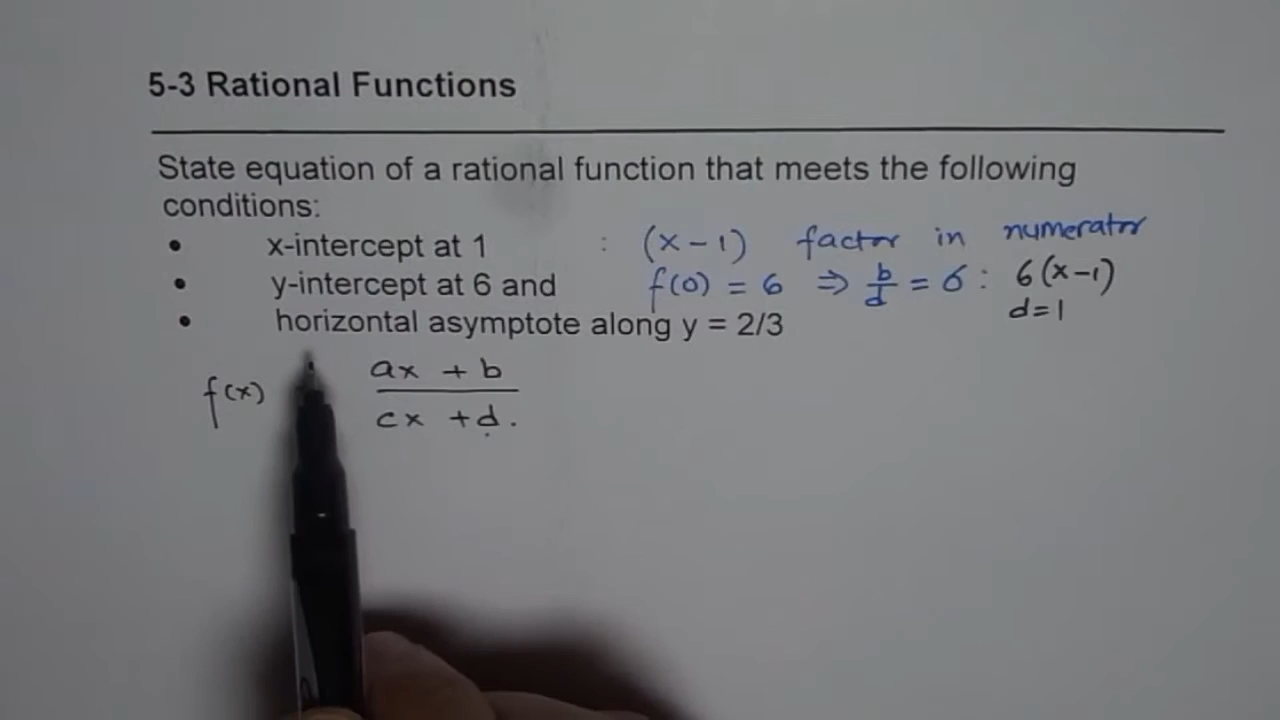 5-3 Rational Functions
State equation of a rational function that meets the following
conditions:
• x-intercept at 1 : (x-1) factor in numerator
• y-intercept at 6 and f(0) = 6 ⇒ b/d = 6 : 6(x-1)
d=1
• horizontal asymptote along y = 2/3
f(x) ax + b
cx + d.